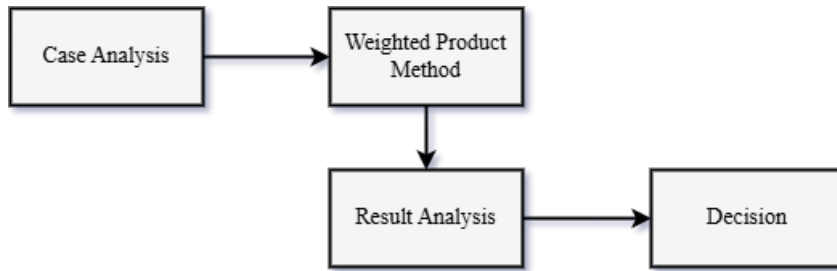 Case Analysis
Weighted Product
Method
Result Analysis
Decision